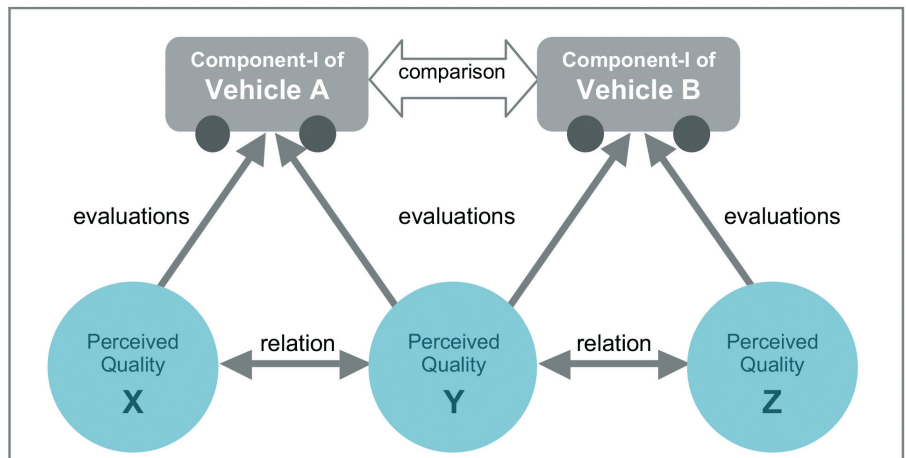 Component-I of
Vehicle A
comparison
Component-I of
Vehicle B
evaluations
evaluations
evaluations
Perceived
Quality
X
relation
Perceived
Quality
Y
relation
Perceived
Quality
Z